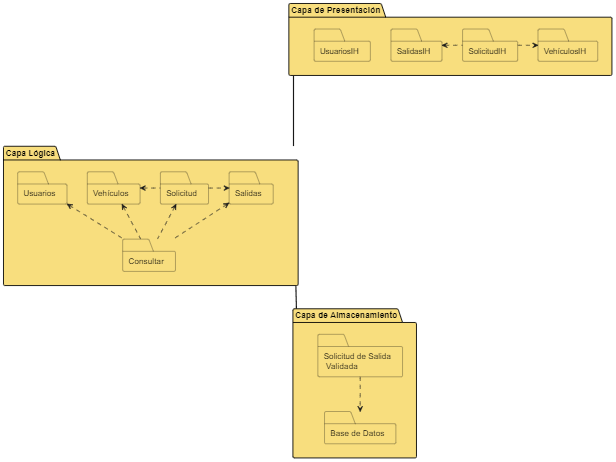 Capa de Presentación
UsuariosIH
SalidasIH
SolicitudIH
VehículosIH
Capa Lógica
Usuarios
Vehículos
Solicitud
Salidas
Consultar
Capa de Almacenamiento
Solicitud de Salida
Validada
Base de Datos